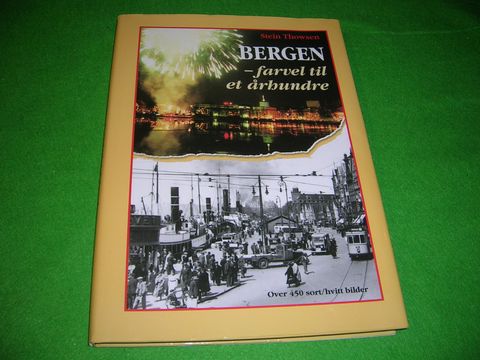 Stein Thowsen
BERGEN
– farvel til
et århundre
Over 450 sort/hvitt bilder